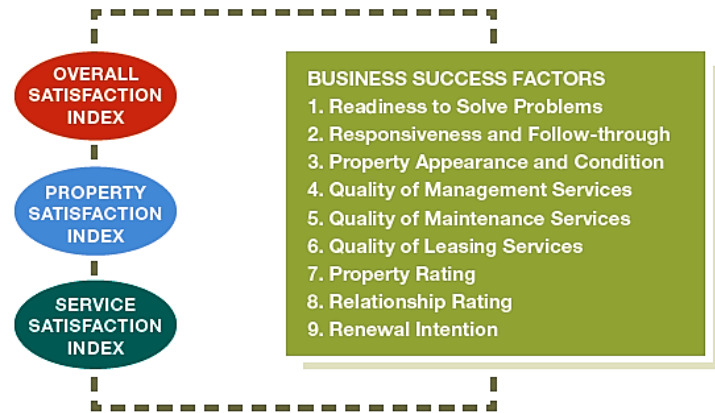 OVERALL
SATISFACTION
INDEX
PROPERTY
SATISFACTION
INDEX
SERVICE
SATISFACTION
INDEX
BUSINESS SUCCESS FACTORS
1. Readiness to Solve Problems
2. Responsiveness and Follow-through
3. Property Appearance and Condition
4. Quality of Management Services
5. Quality of Maintenance Services
6. Quality of Leasing Services
7. Property Rating
8. Relationship Rating
9. Renewal Intention